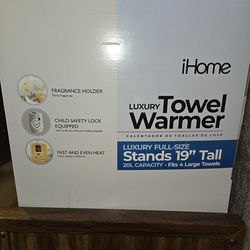 iHome
LUXURY Towel
Warmer
CALENTADOR DE TOALLAS DE LUJO
LUXURY FULL-SIZE
Stands 19" Tall
20L CAPACITY - Fits 4 Large Towels
FRAGRANCE HOLDER
CHILD SAFETY LOCK
EQUIPPED
FAST AND EVEN HEAT